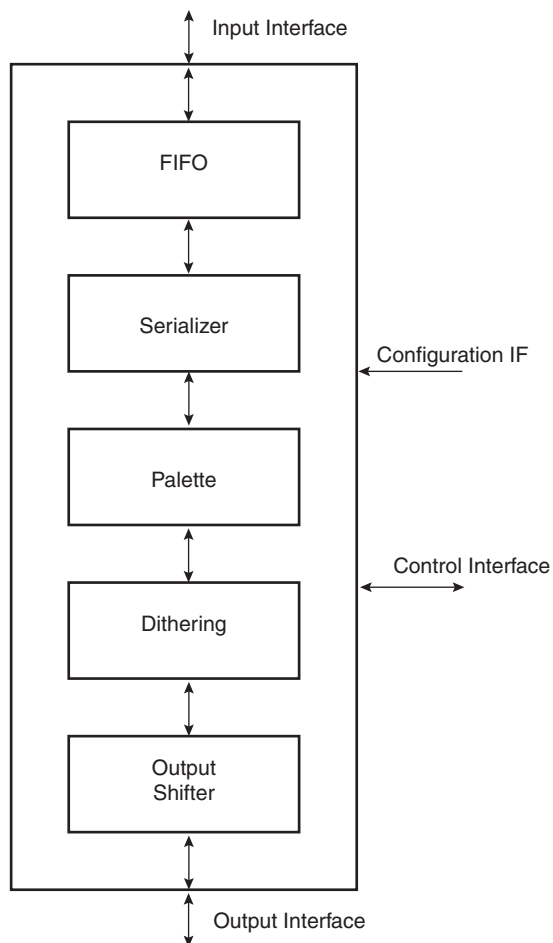 Input Interface
FIFO
Serializer
Configuration IF
Palette
Control Interface
Dithering
Output
Shifter
Output Interface